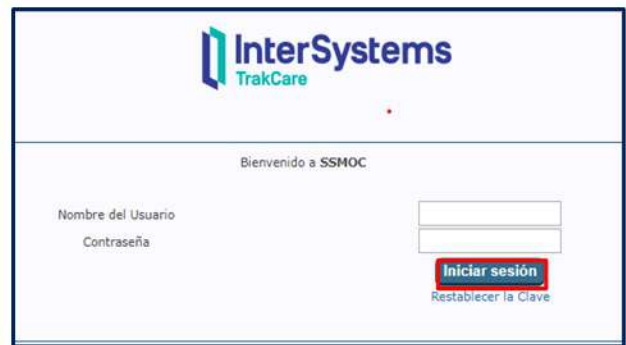 InterSystems
TrakCare
Bienvenido a SSMOC
Nombre del Usuario
Contraseña
Iniciar sesión
Restablecer la Clave